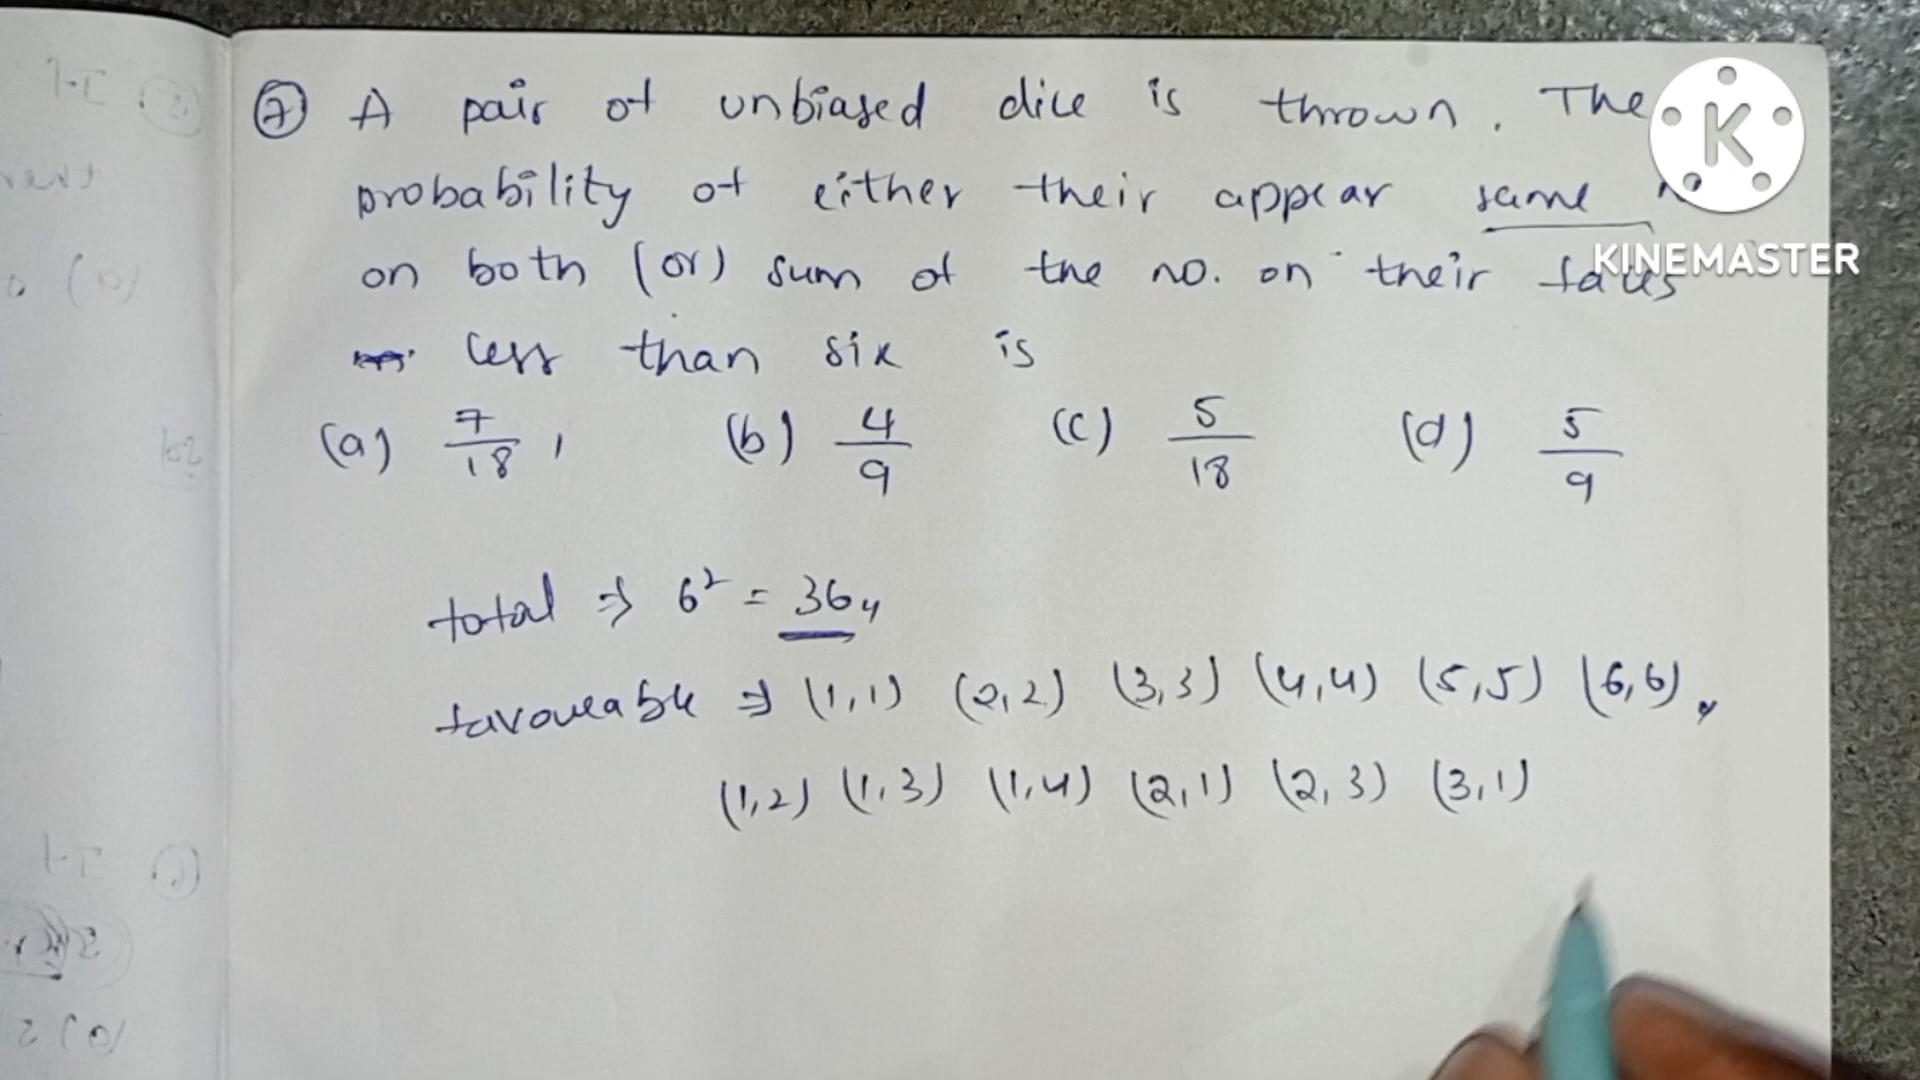 ⑦ A pair of unbiased dice is thrown. The
probability of either their appear same
on both (or) sum of the no. on their faces
less than six is
(a) 7/18, (b) 4/9 (c) 5/18 (d) 5/9
total ⇒ 6² = 36
favoureable ⇒ (1,1) (2,2) (3,3) (4,4) (5,5) (6,6),
(1,2) (1,3) (1,4) (2,1) (2,3) (3,1)
K
KINEMASTER